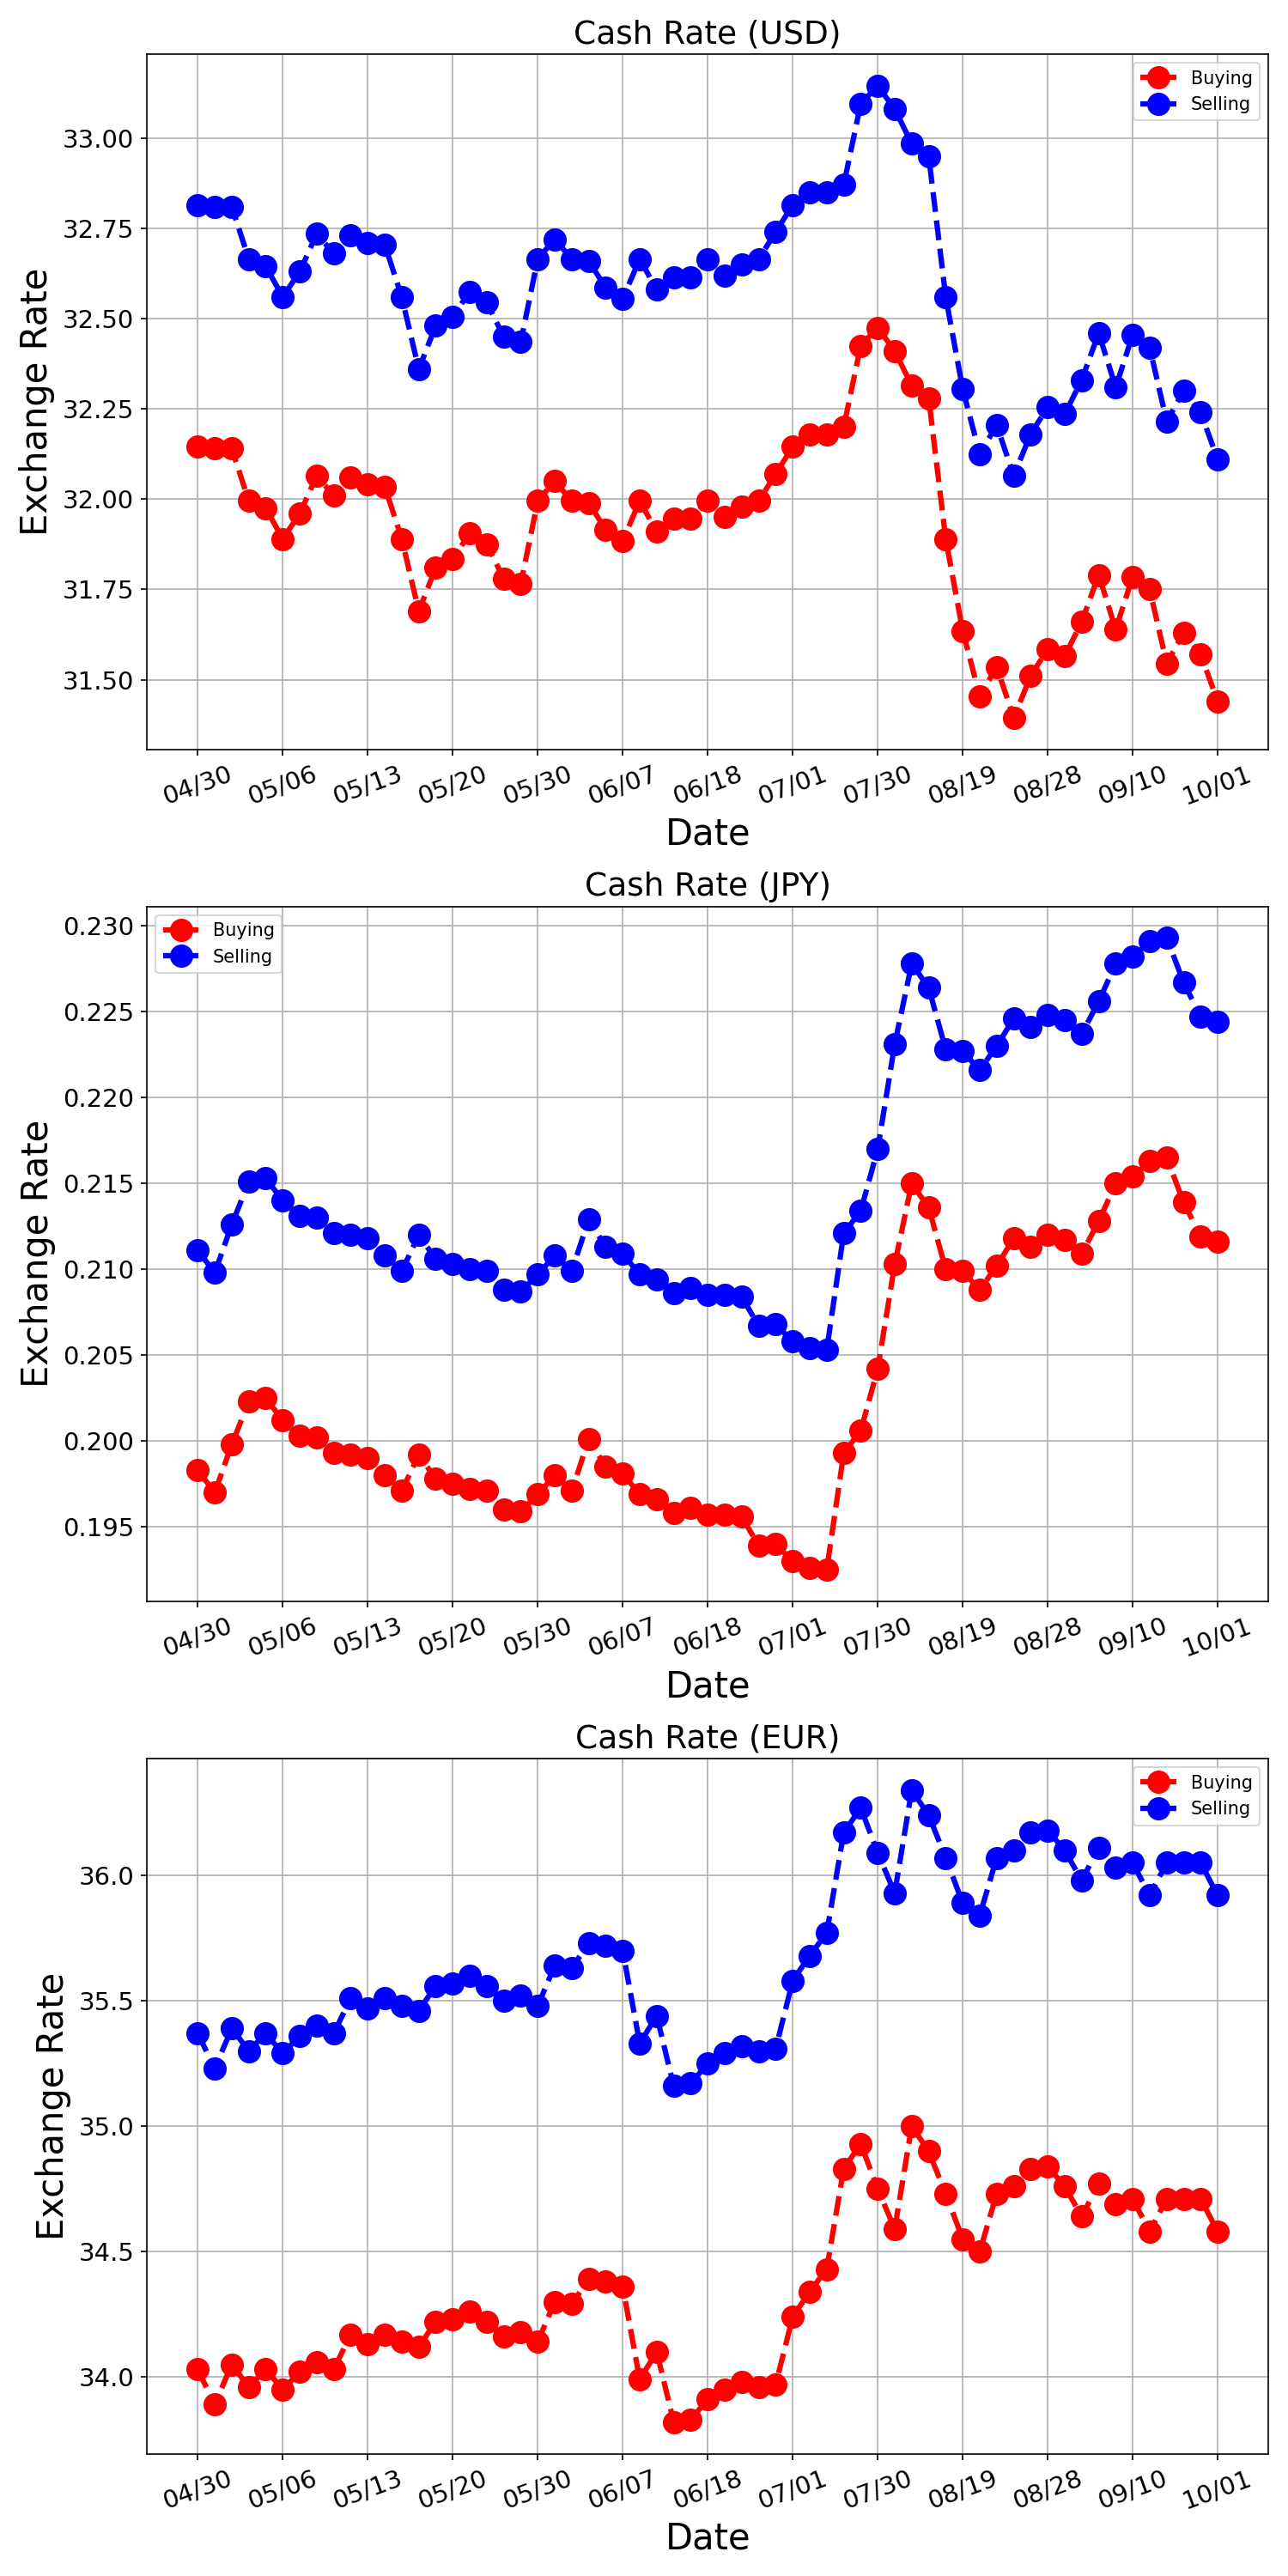 Cash Rate (USD)
Exchange Rate
33.00
32.75
32.50
32.25
32.00
31.75
31.50
Buying
Selling
04/30 05/06 05/13 05/20 05/30 06/07 06/18 07/01 07/30 08/19 08/28 09/10 10/01
Date
Cash Rate (JPY)
Exchange Rate
0.230
0.225
0.220
0.215
0.210
0.205
0.200
0.195
Buying
Selling
04/30 05/06 05/13 05/20 05/30 06/07 06/18 07/01 07/30 08/19 08/28 09/10 10/01
Date
Cash Rate (EUR)
Exchange Rate
36.0
35.5
35.0
34.5
34.0
Buying
Selling
04/30 05/06 05/13 05/20 05/30 06/07 06/18 07/01 07/30 08/19 08/28 09/10 10/01
Date